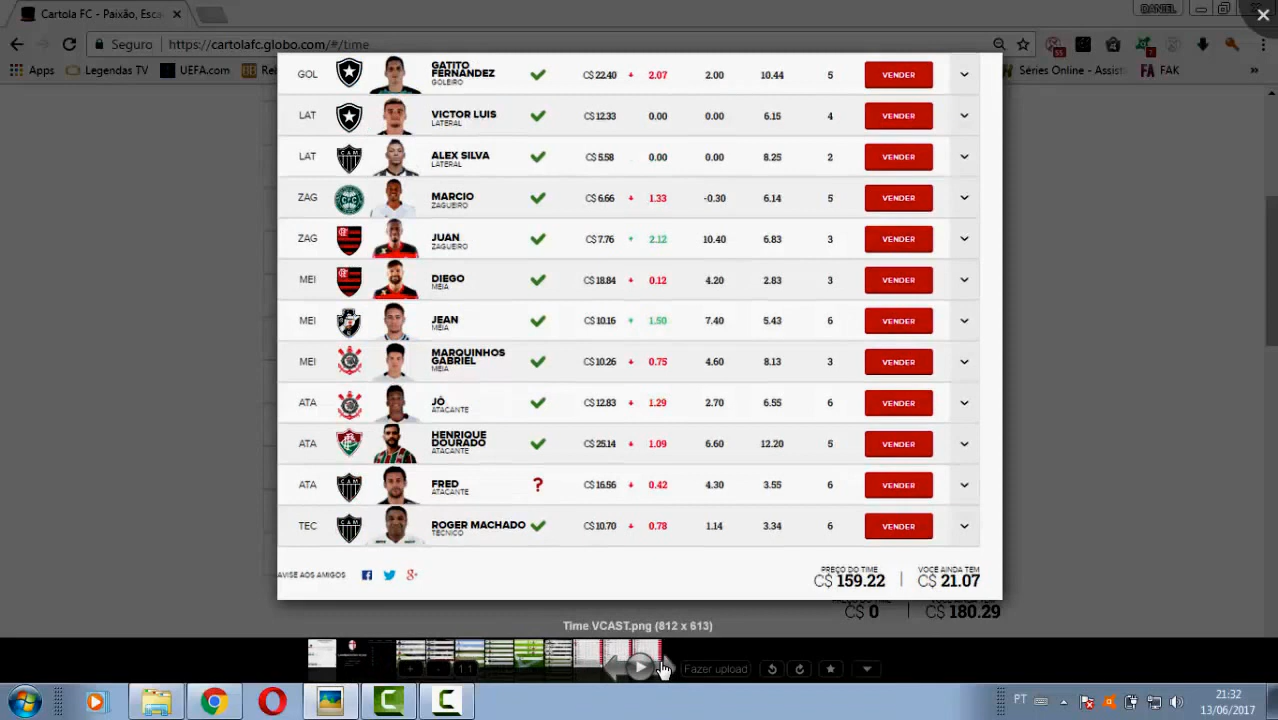 Cartola FC - Paixão, Esc
DANIEL
Seguro https://cartolafc.globo.com/#/time
Apps Legendas TV UEFA.com Séries Online - Assist FAK
GOL GATITO FERNÁNDEZ GOLEIRO C$ 22.40 2.07 2.00 10.44 5 VENDER
LAT VICTOR LUIS LATERAL C$ 12.33 0.00 0.00 6.15 4 VENDER
LAT ALEX SILVA LATERAL C$ 5.58 0.00 0.00 8.25 2 VENDER
ZAG MARCIO ZAGUEIRO C$ 6.66 1.33 -0.30 6.14 5 VENDER
ZAG JUAN ZAGUEIRO C$ 7.76 2.12 10.40 6.83 3 VENDER
MEI DIEGO MEIA C$ 18.84 0.12 4.20 2.83 3 VENDER
MEI JEAN MEIA C$ 10.16 1.50 7.40 5.43 3 VENDER
MEI MARQUINHOS GABRIEL MEIA C$ 10.26 0.75 4.60 8.13 3 VENDER
ATA JÔ ATACANTE C$ 12.83 1.29 2.70 6.55 6 VENDER
ATA HENRIQUE DOURADO ATACANTE C$ 25.14 1.09 6.60 12.20 5 VENDER
ATA FRED ATACANTE ? C$ 16.56 0.42 4.30 3.55 6 VENDER
TEC ROGER MACHADO TÉCNICO C$ 10.70 0.78 1.14 3.34 6 VENDER
AVISE AOS AMIGOS
PREÇO DO TIME VOCÊ AINDA TEM
C$ 159.22 | C$ 21.07
C$ 0 | C$ 180.29
Time VCAST.png (812 x 613)
1:1 Fazer upload
PT 21:32
13/06/2017